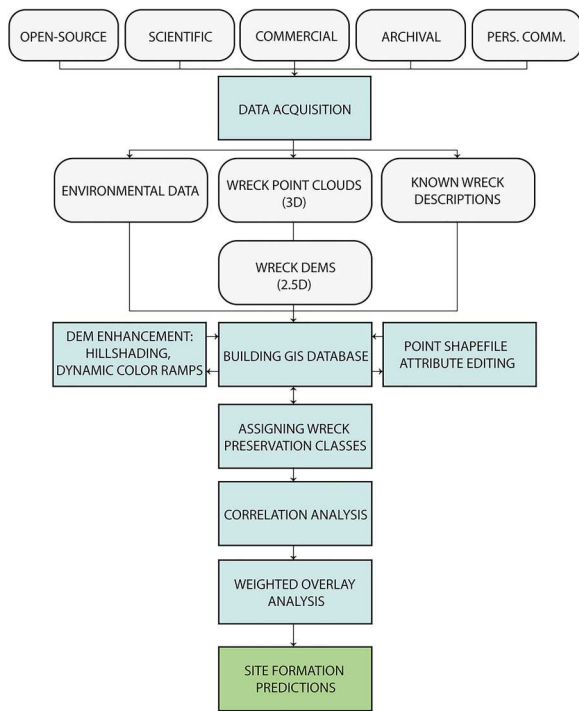 OPEN-SOURCE
SCIENTIFIC
COMMERCIAL
ARCHIVAL
PERS. COMM.
DATA ACQUISITION
ENVIRONMENTAL DATA
WRECK POINT CLOUDS
(3D)
KNOWN WRECK
DESCRIPTIONS
WRECK DEMS
(2.5D)
DEM ENHANCEMENT:
HILLSHADING,
DYNAMIC COLOR RAMPS
BUILDING GIS DATABASE
POINT SHAPEFILE
ATTRIBUTE EDITING
ASSIGNING WRECK
PRESERVATION CLASSES
CORRELATION ANALYSIS
WEIGHTED OVERLAY
ANALYSIS
SITE FORMATION
PREDICTIONS